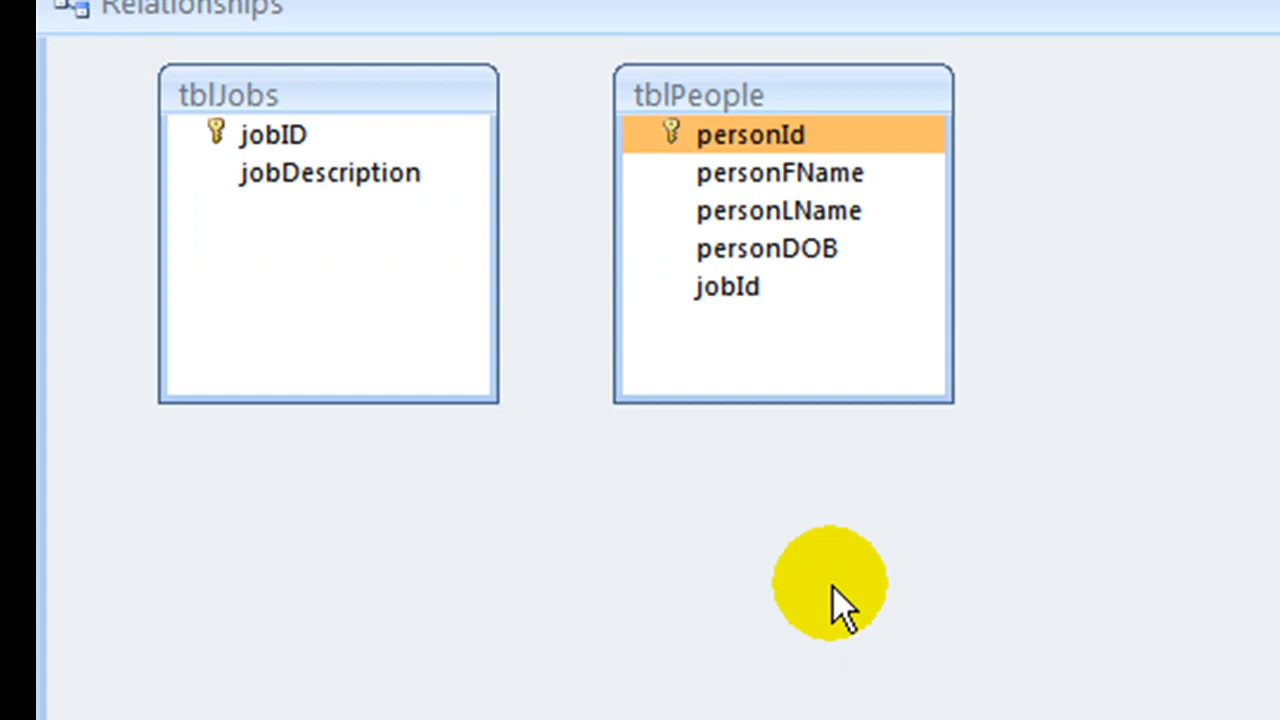 Relationships
tblJobs
jobID
jobDescription
tblPeople
personId
personFName
personLName
personDOB
jobId